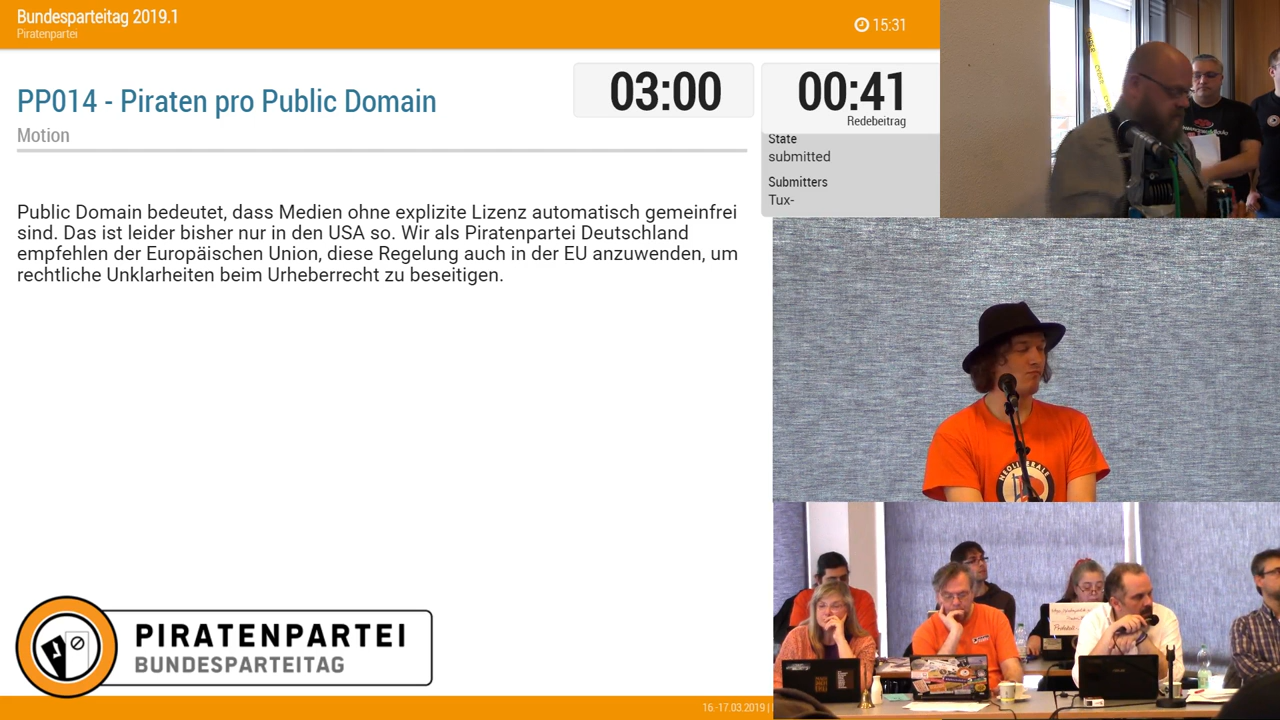 Bundesparteitag 2019.1
Piratenpartei
15:31
PP014 - Piraten pro Public Domain
Motion
03:00
00:41
Redebeitrag
State
submitted
Submitters
Tux-
Public Domain bedeutet, dass Medien ohne explizite Lizenz automatisch gemeinfrei
sind. Das ist leider bisher nur in den USA so. Wir als Piratenpartei Deutschland
empfehlen der Europäischen Union, diese Regelung auch in der EU anzuwenden, um
rechtliche Unklarheiten beim Urheberrecht zu beseitigen.
NEOLIBERALE
PIRATENPARTEI
BUNDESPARTEITAG
16.-17.03.2019 |